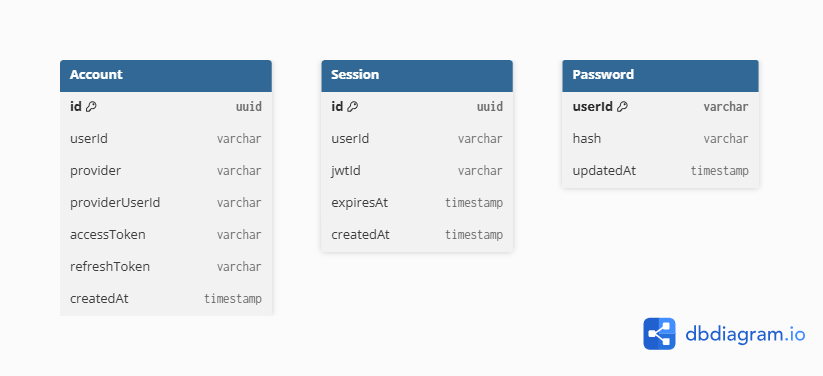 Account
id uuid
userId varchar
provider varchar
providerUserId varchar
accessToken varchar
refreshToken varchar
createdAt timestamp
Session
id uuid
userId varchar
jwtId varchar
expiresAt timestamp
createdAt timestamp
Password
userId varchar
hash varchar
updatedAt timestamp
dbdiagram.io